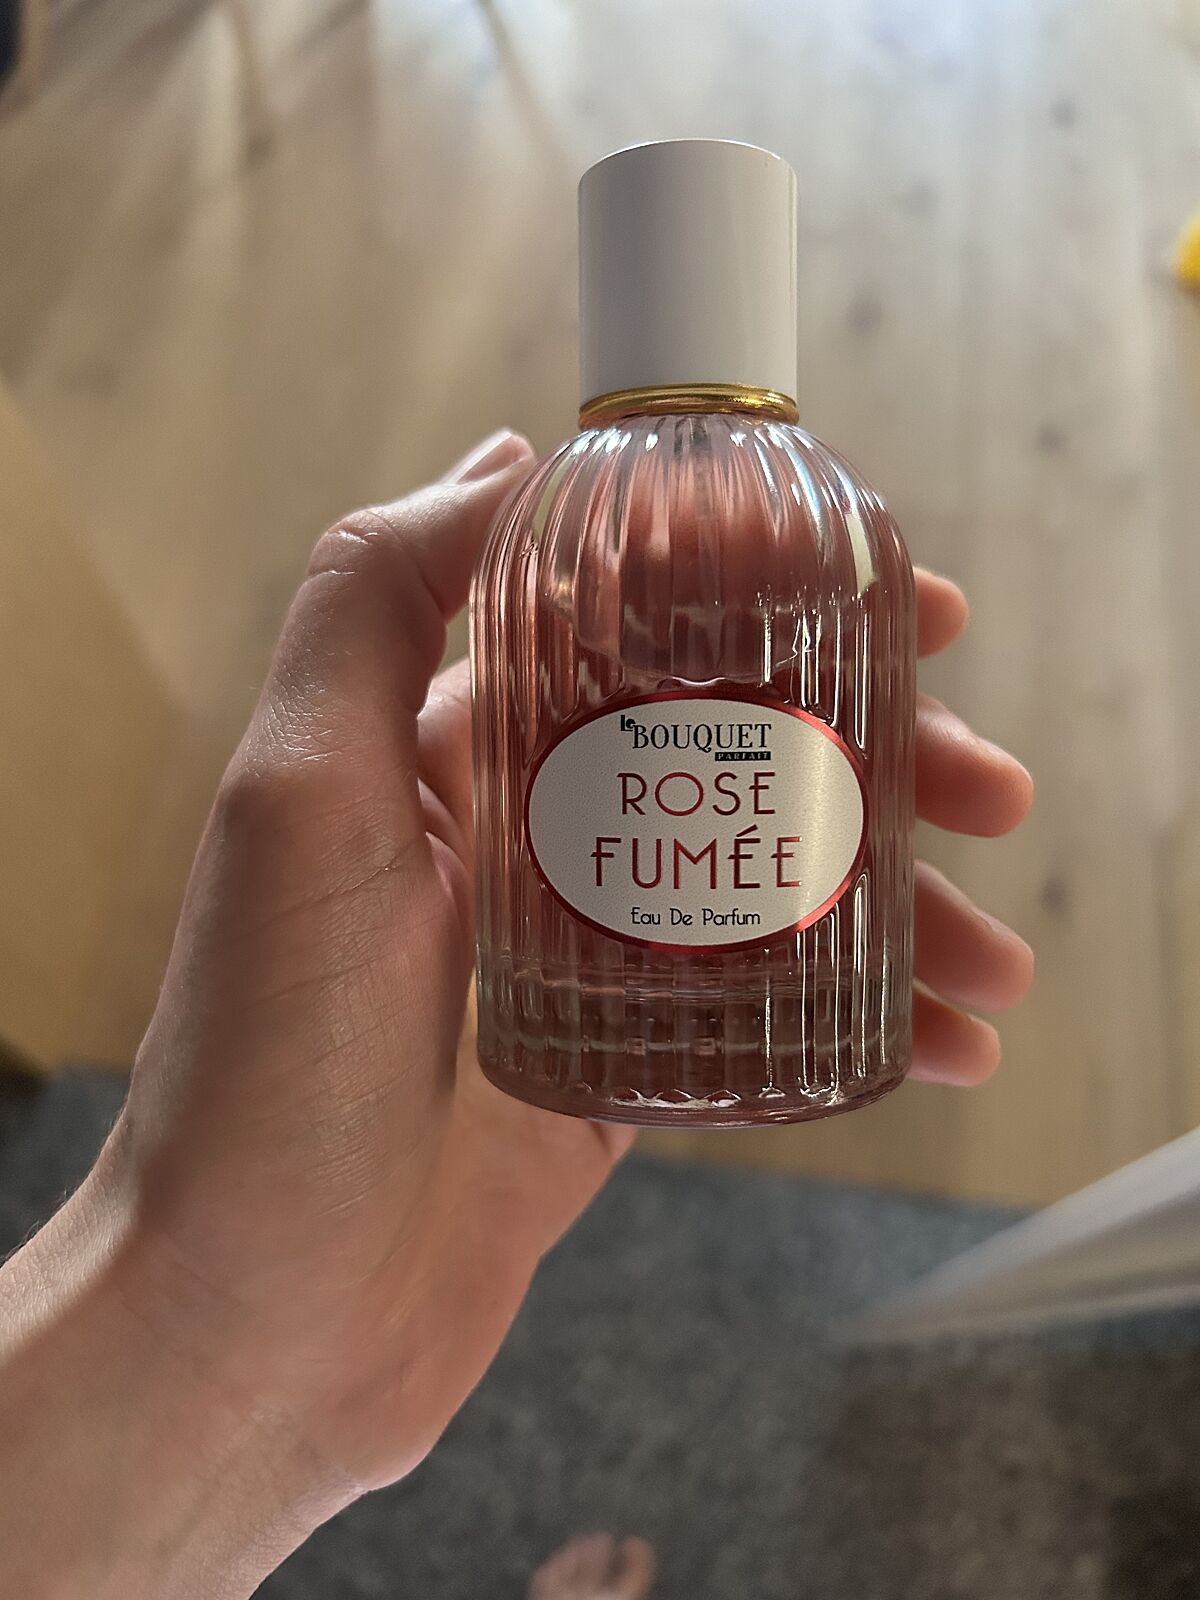 Le BOUQUET
PARFAIT
ROSE
FUMÉE
Eau De Parfum